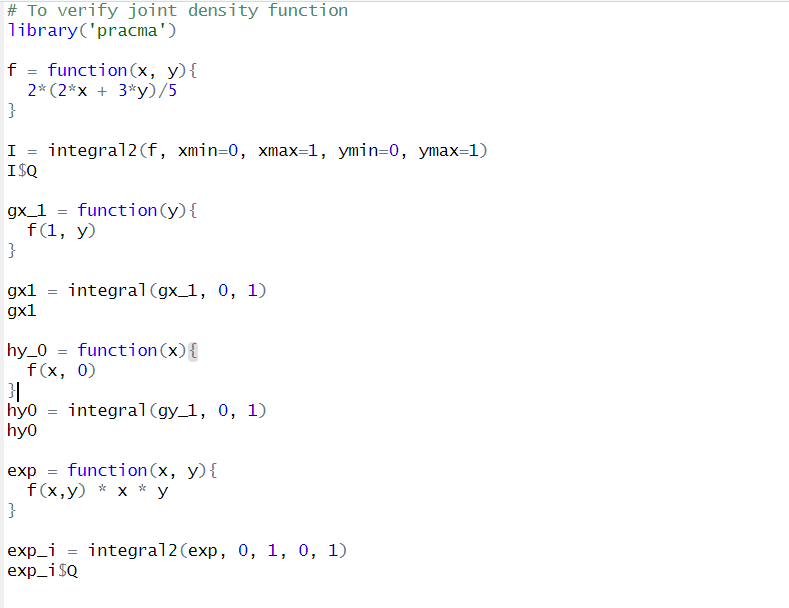 # To verify joint density function
library('pracma')
f = function(x, y){
2*(2*x + 3*y)/5
}
I = integral2(f, xmin=0, xmax=1, ymin=0, ymax=1)
I$Q
gx_1 = function(y){
f(1, y)
}
gx1 = integral(gx_1, 0, 1)
gx1
hy_0 = function(x){
f(x, 0)
}
hy0 = integral(gy_1, 0, 1)
hy0
exp = function(x, y){
f(x,y) * x * y
}
exp_i = integral2(exp, 0, 1, 0, 1)
exp_i$Q